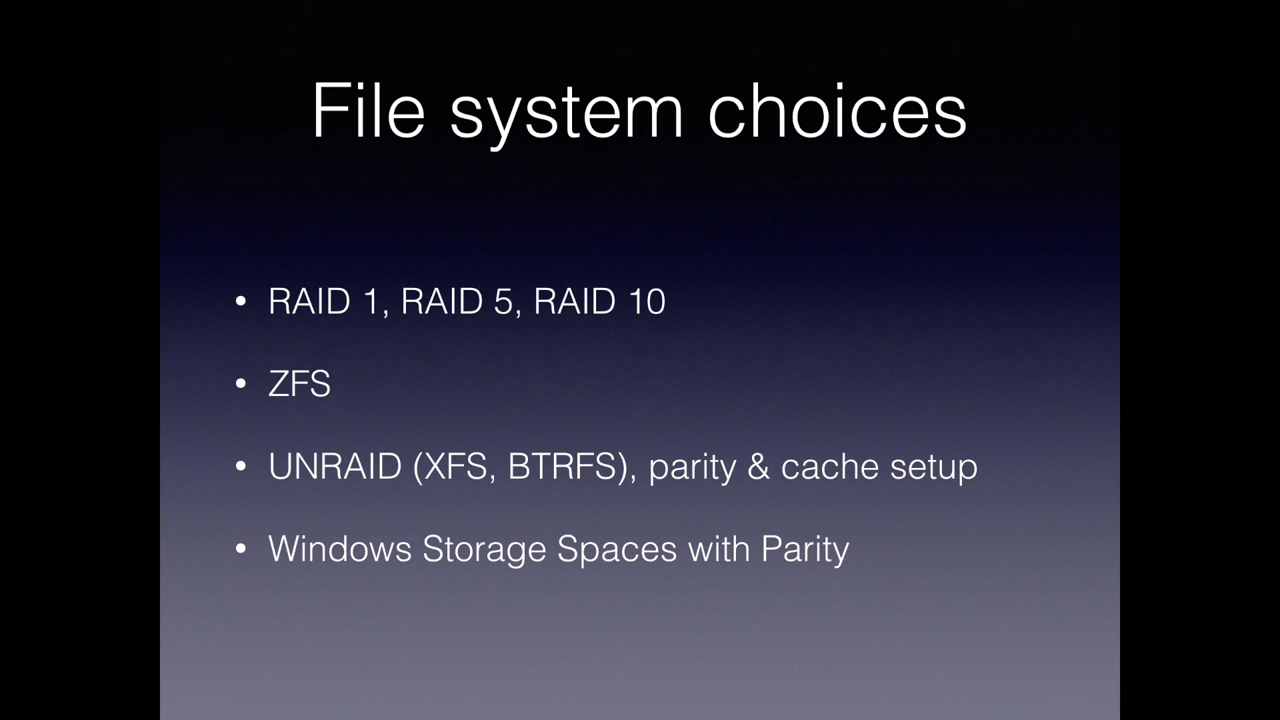 File system choices
• RAID 1, RAID 5, RAID 10
• ZFS
• UNRAID (XFS, BTRFS), parity & cache setup
• Windows Storage Spaces with Parity